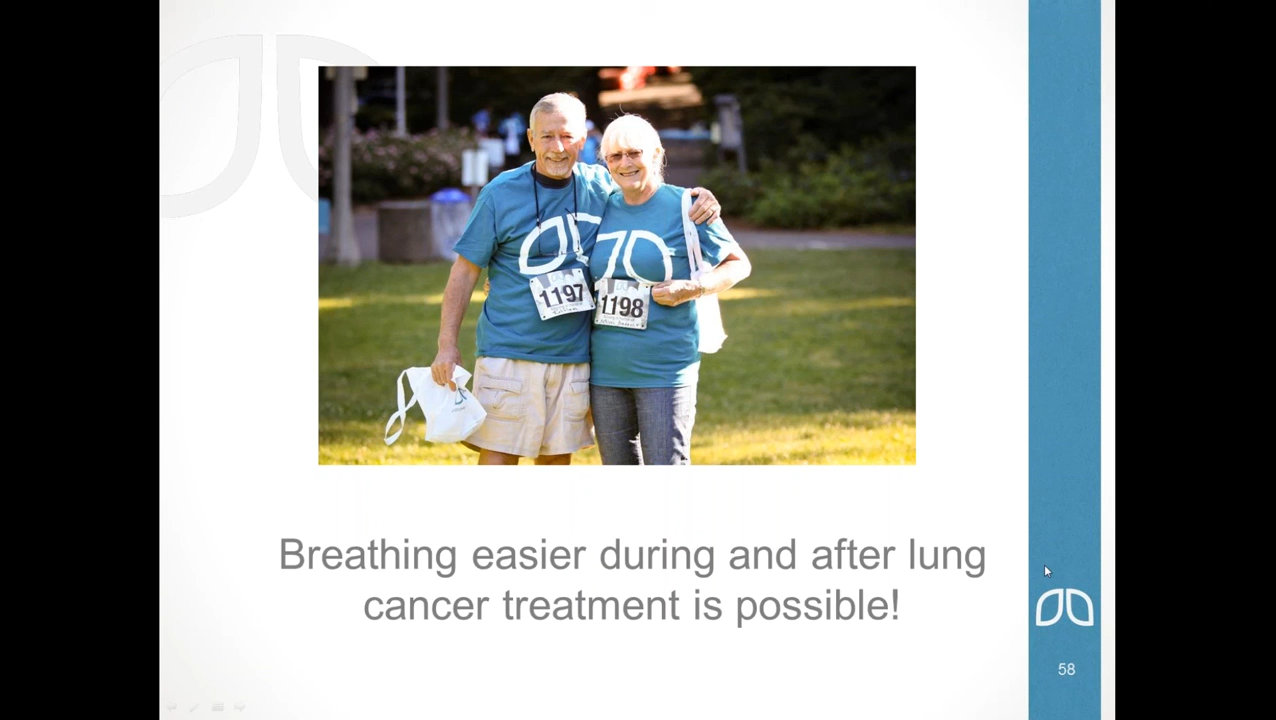 1197
1198
Breathing easier during and after lung
cancer treatment is possible!
58